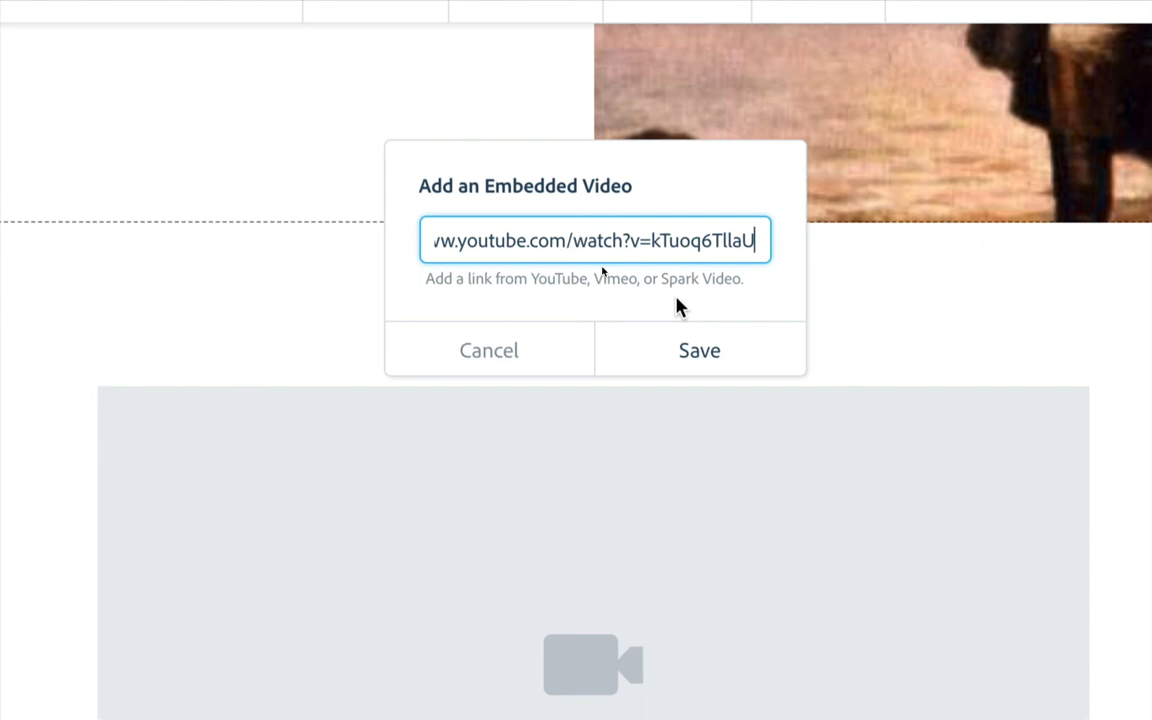 Add an Embedded Video
w.youtube.com/watch?v=kTuoq6TllaU
Add a link from YouTube, Vimeo, or Spark Video.
Cancel
Save